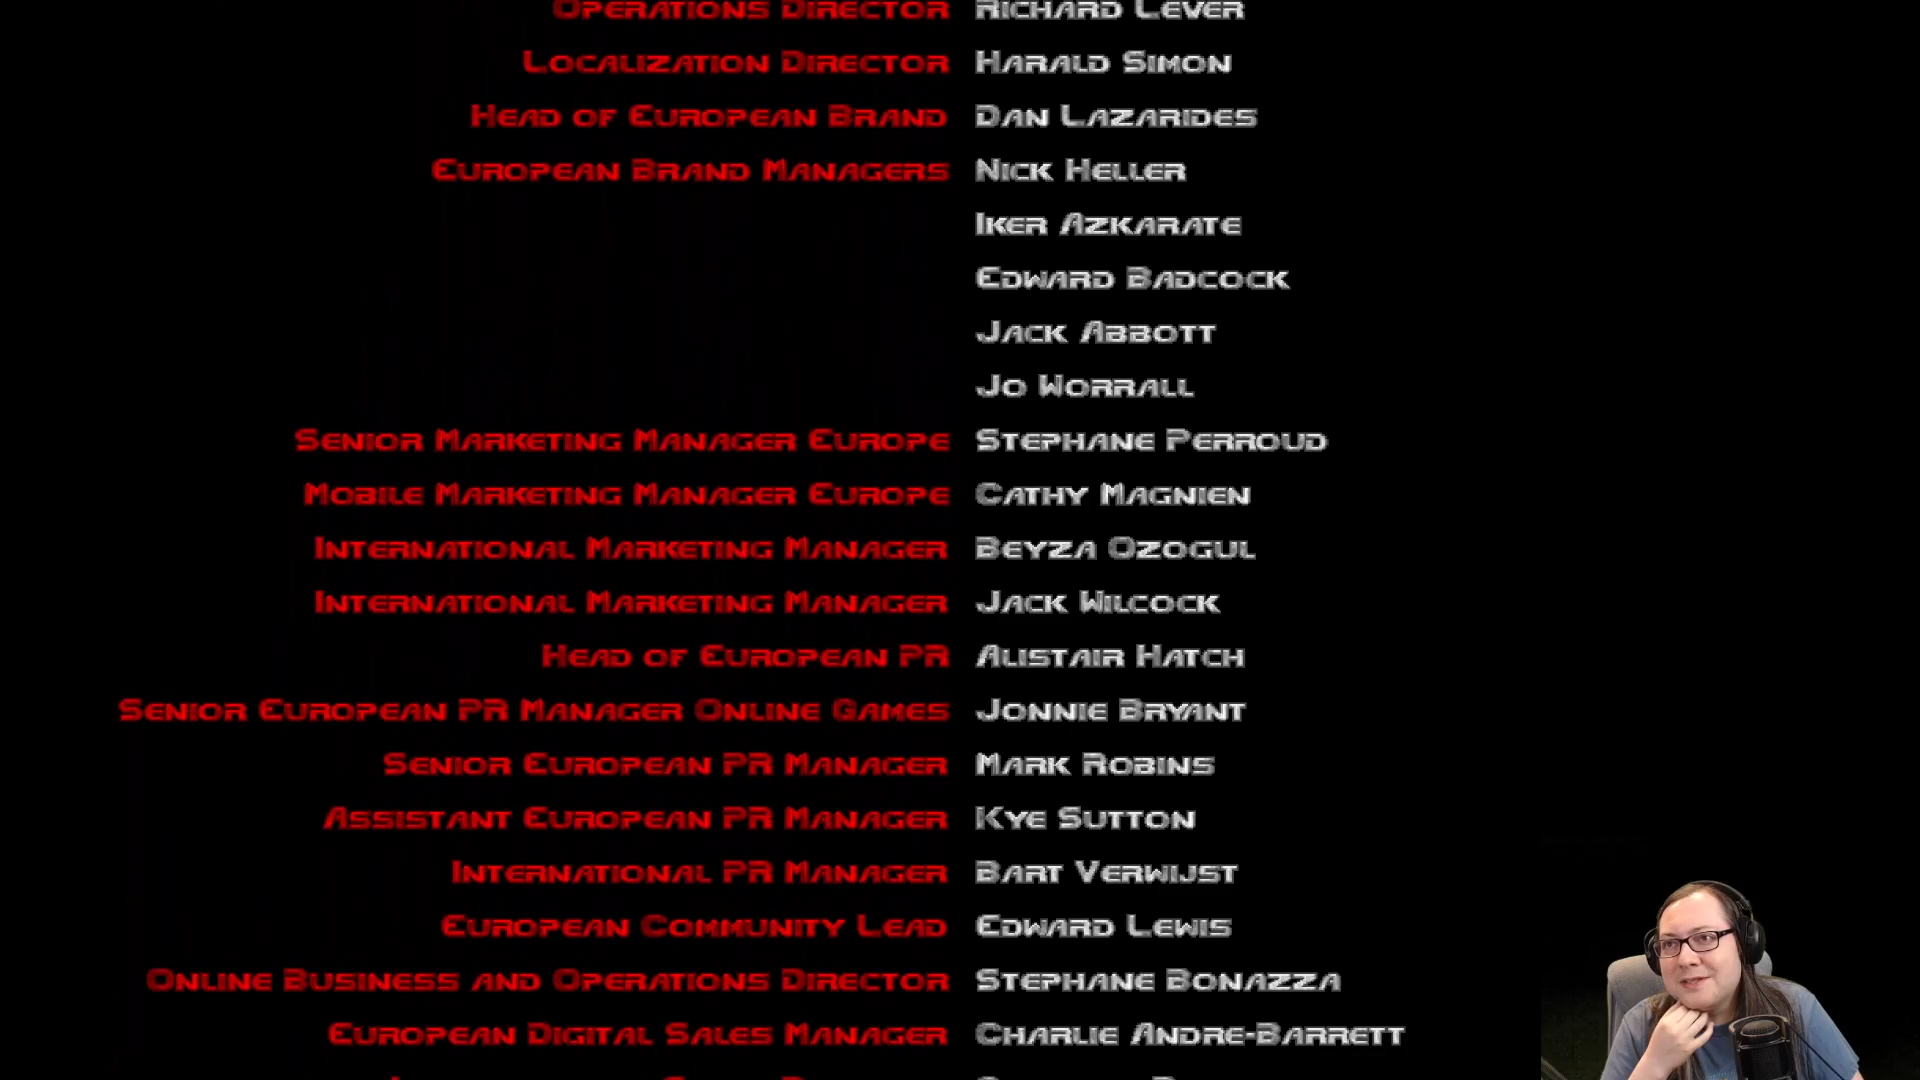 Operations Director Richard Lever
Localization Director Harald Simon
Head of European Brand Dan Lazarides
European Brand Managers Nick Heller
Iker Azkarate
Edward Badcock
Jack Abbott
Jo Worrall
Senior Marketing Manager Europe Stephane Perroud
Mobile Marketing Manager Europe Cathy Magnien
International Marketing Manager Beyza Ozogul
International Marketing Manager Jack Wilcock
Head of European PR Alistair Hatch
Senior European PR Manager Online Games Jonnie Bryant
Senior European PR Manager Mark Robins
Assistant European PR Manager Kye Sutton
International PR Manager Bart Verwijst
European Community Lead Edward Lewis
Online Business and Operations Director Stephane Bonazza
European Digital Sales Manager Charlie Andre-Barrett